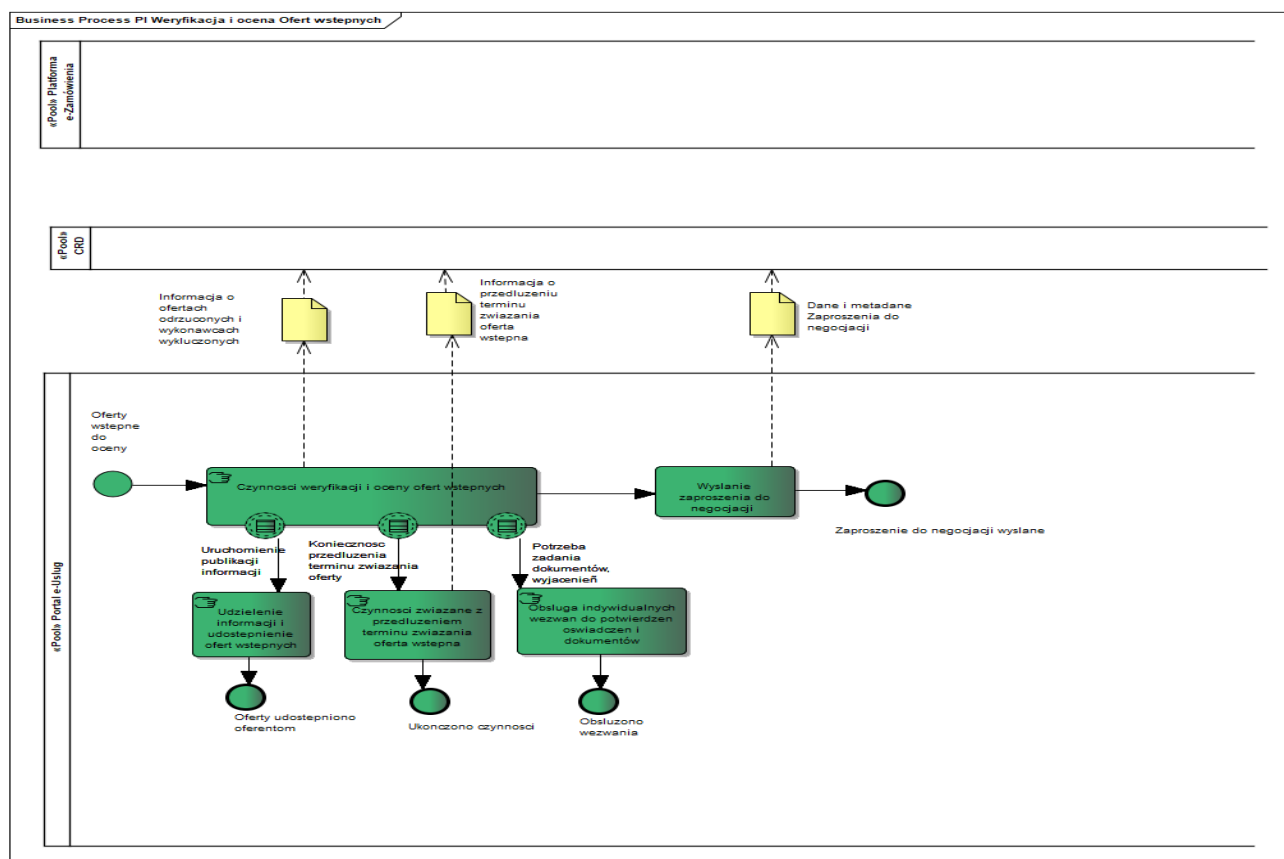 Business Process PI Weryfikacja i ocena Ofert wstepnych
«Pool» Platforma
e-Zamówienia
«Pool»
CRD
Informacja o
ofertach
odrzuconych i
wykonawcach
wykluczonych
Informacja o
przedluzeniu
terminu
zwiazania
oferta
wstepna
Dane i metadane
Zaproszenia do
negocjacji
«Pool» Portal e-Uslug
Oferty
wstepne
do
oceny
Czynnosci weryfikacji i oceny ofert wstepnych
Wyslanie
zaproszenia do
negocjacji
Zaproszenie do negocjacji wyslane
Uruchomienie
publikacji
informacji
Koniecznosc
przedluzenia
terminu zwiazania
oferty
Potrzeba
zadania
dokumentów,
wyjacenieñ
Udzielenie
informacji i
udostepnienie
ofert wstepnych
Czynnosci zwiazane z
przedluzeniem
terminu zwiazania
oferta wstepna
Obsluga indywidualnych
wezwan do potwierdzen
oswiadczen i
dokumentów
Oferty udostepniono
oferentom
Ukonczono czynnosci
Obsluzono
wezwania